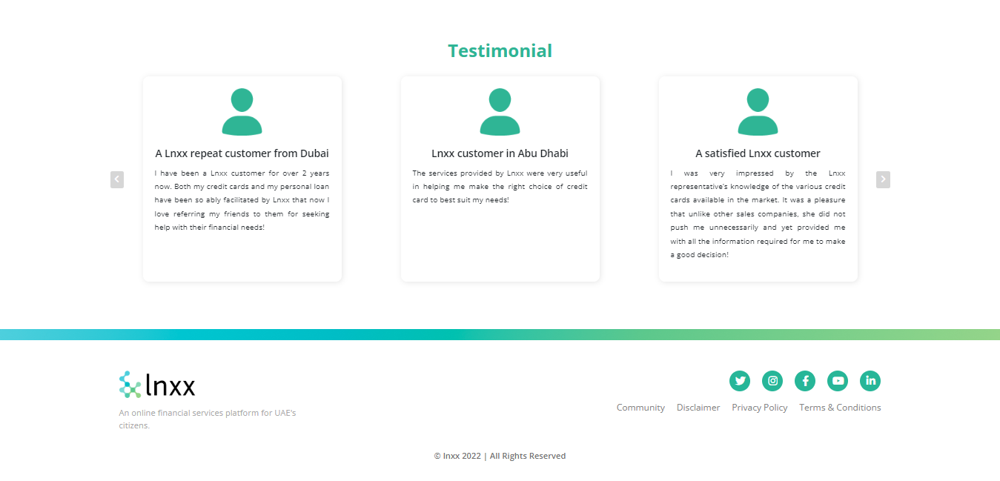 Testimonial
A Lnxx repeat customer from Dubai
I have been a Lnxx customer for over 2 years
now. Both my credit cards and my personal loan
have been so ably facilitated by Lnxx that now I
love referring my friends to them for seeking
help with their financial needs!
Lnxx customer in Abu Dhabi
The services provided by Lnxx were very useful
in helping me make the right choice of credit
card to best suit my needs!
A satisfied Lnxx customer
I was very impressed by the Lnxx
representative's knowledge of the various credit
cards available in the market. It was a pleasure
that unlike other sales companies, she did not
push me unnecessarily and yet provided me
with all the information required for me to make
a good decision!
lnxx
An online financial services platform for UAE's
citizens.
Community Disclaimer Privacy Policy Terms & Conditions
© lnxx 2022 | All Rights Reserved